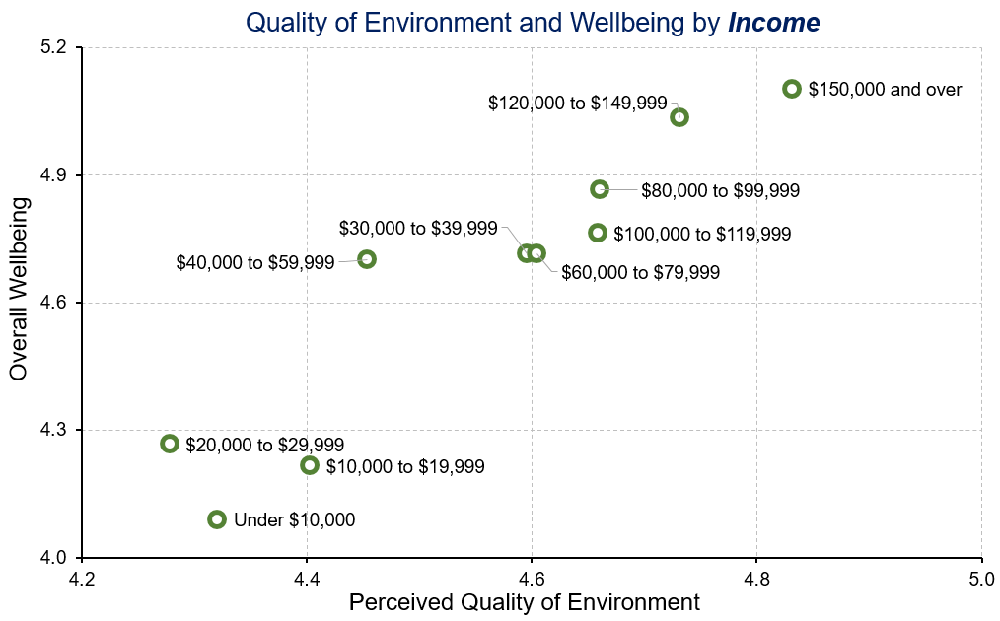 Quality of Environment and Wellbeing by Income
5.2
$150,000 and over
$120,000 to $149,999
4.9
$80,000 to $99,999
$30,000 to $39,999
$100,000 to $119,999
$40,000 to $59,999
$60,000 to $79,999
Overall Wellbeing
4.6
4.3
$20,000 to $29,999
$10,000 to $19,999
Under $10,000
4.0
4.2
4.4
4.6
4.8
5.0
Perceived Quality of Environment